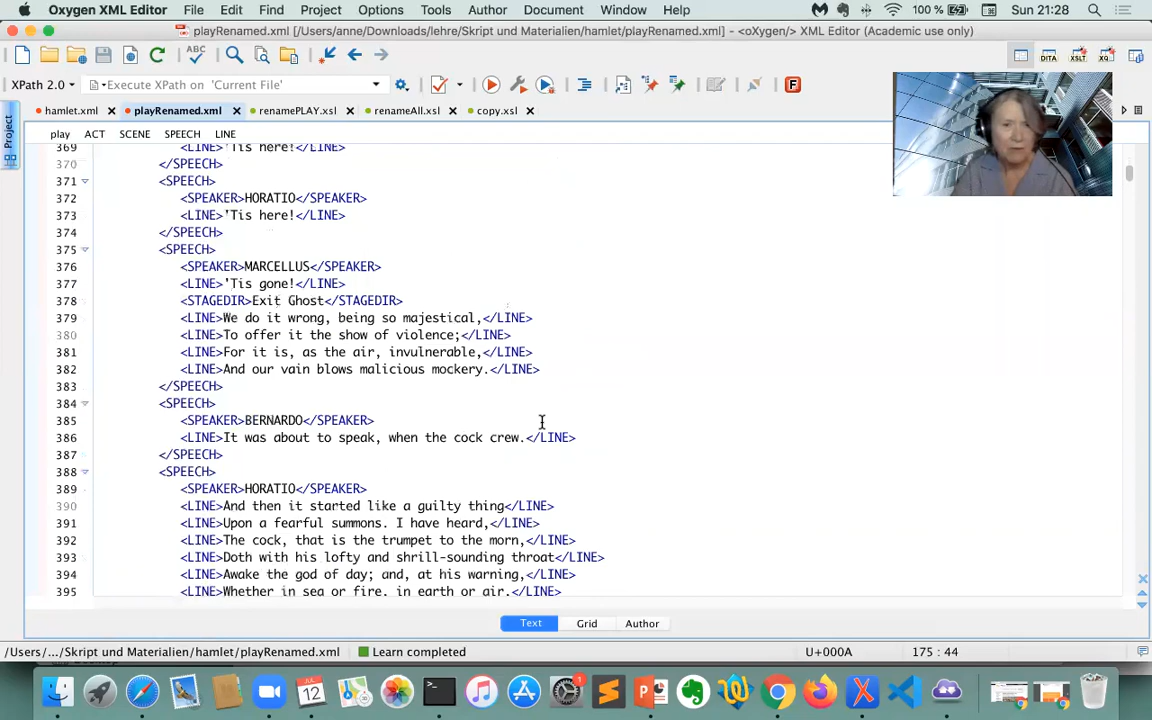 Oxygen XML Editor File Edit Find Project Options Tools Author Document Window Help 100 % Sun 21:28
playRenamed.xml [/Users/anne/Downloads/lehre/Skript und Materialien/hamlet/playRenamed.xml] - <oXygen/> XML Editor (Academic use only)
XPath 2.0 Execute XPath on 'Current File'
hamlet.xml playRenamed.xml renamePLAY.xsl renameAll.xsl copy.xsl
Project
play ACT SCENE SPEECH LINE
369 <LINE>'Tis here!</LINE>
370 </SPEECH>
371 <SPEECH>
372 <SPEAKER>HORATIO</SPEAKER>
373 <LINE>'Tis here!</LINE>
374 </SPEECH>
375 <SPEECH>
376 <SPEAKER>MARCELLUS</SPEAKER>
377 <LINE>'Tis gone!</LINE>
378 <STAGEDIR>Exit Ghost</STAGEDIR>
379 <LINE>We do it wrong, being so majestical,</LINE>
380 <LINE>To offer it the show of violence;</LINE>
381 <LINE>For it is, as the air, invulnerable,</LINE>
382 <LINE>And our vain blows malicious mockery.</LINE>
383 </SPEECH>
384 <SPEECH>
385 <SPEAKER>BERNARDO</SPEAKER>
386 <LINE>It was about to speak, when the cock crew.</LINE>
387 </SPEECH>
388 <SPEECH>
389 <SPEAKER>HORATIO</SPEAKER>
390 <LINE>And then it started like a guilty thing</LINE>
391 <LINE>Upon a fearful summons. I have heard,</LINE>
392 <LINE>The cock, that is the trumpet to the morn,</LINE>
393 <LINE>Doth with his lofty and shrill-sounding throat</LINE>
394 <LINE>Awake the god of day; and, at his warning,</LINE>
395 <LINE>Whether in sea or fire, in earth or air,</LINE>
Text Grid Author
/Users/.../Skript und Materialien/hamlet/playRenamed.xml Learn completed U+000A 175 : 44